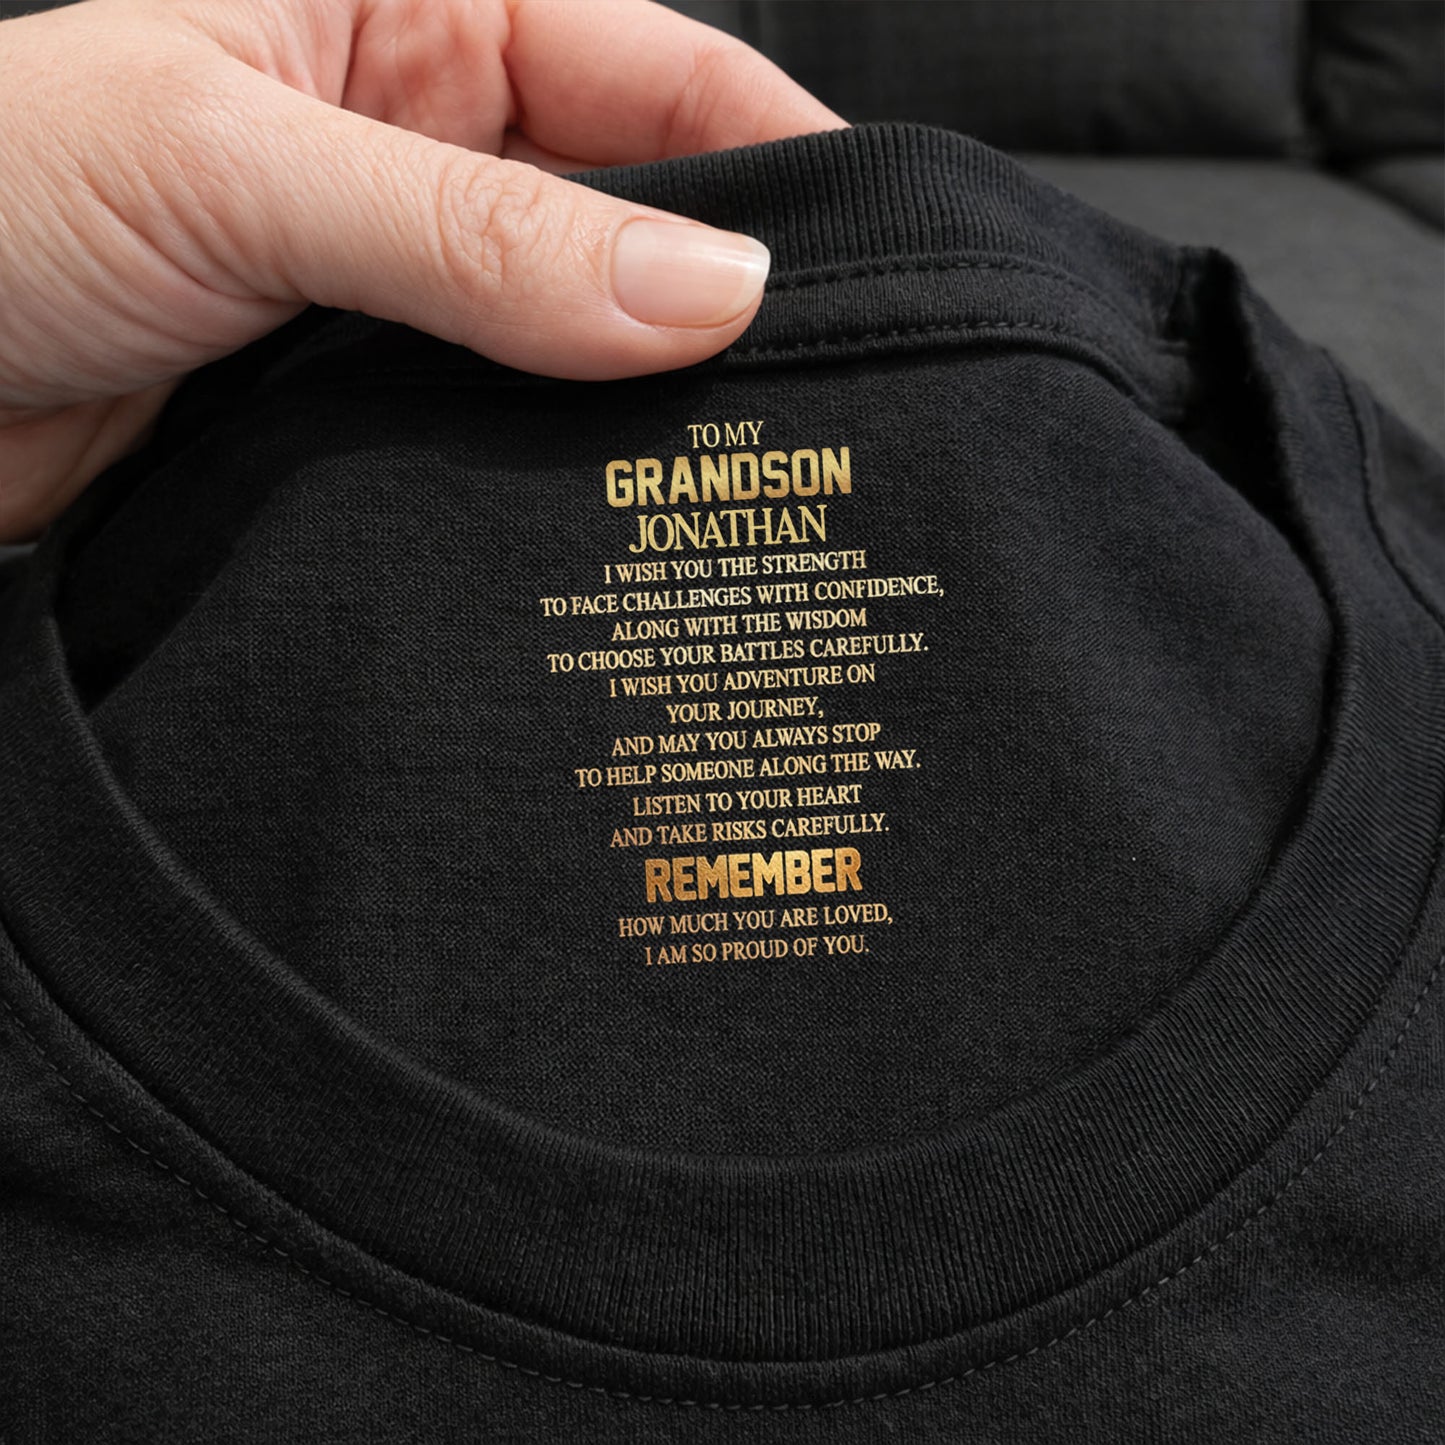 TO MY
GRANDSON
JONATHAN
I WISH YOU THE STRENGTH
TO FACE CHALLENGES WITH CONFIDENCE,
ALONG WITH THE WISDOM
TO CHOOSE YOUR BATTLES CAREFULLY.
I WISH YOU ADVENTURE ON
YOUR JOURNEY,
AND MAY YOU ALWAYS STOP
TO HELP SOMEONE ALONG THE WAY.
LISTEN TO YOUR HEART
AND TAKE RISKS CAREFULLY.
REMEMBER
HOW MUCH YOU ARE LOVED,
I AM SO PROUD OF YOU.